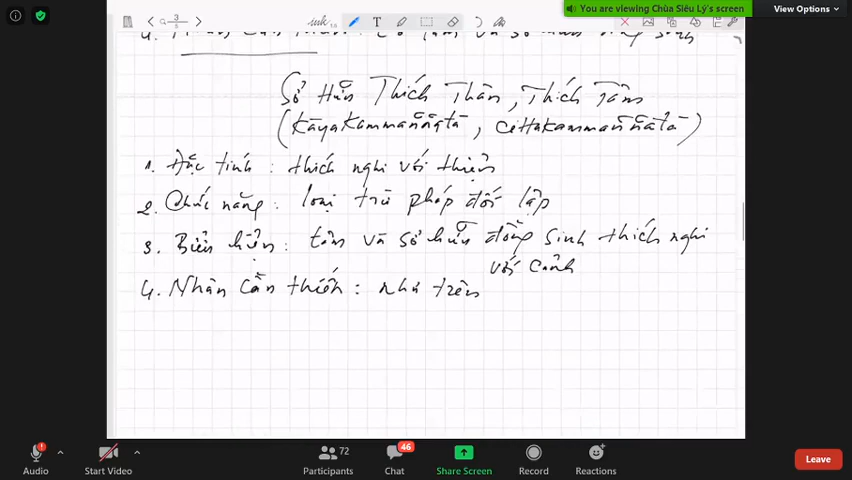 You are viewing Chùa Siêu Lý's screen
View Options
3
ink
T
Sở Hữu Thích Thân, Thích Tâm
(Kāyakammaññatā, cittakammaññatā)
1. Đặc tính: thích nghi với thiện
2. Chức năng: loại trừ pháp đối lập
3. Biểu hiện: tâm và sở hữu đồng sinh thích nghi
với cảnh
4. Nhân cần thiết: như trên
72
46
Audio
Start Video
Participants
Chat
Share Screen
Record
Reactions
Leave